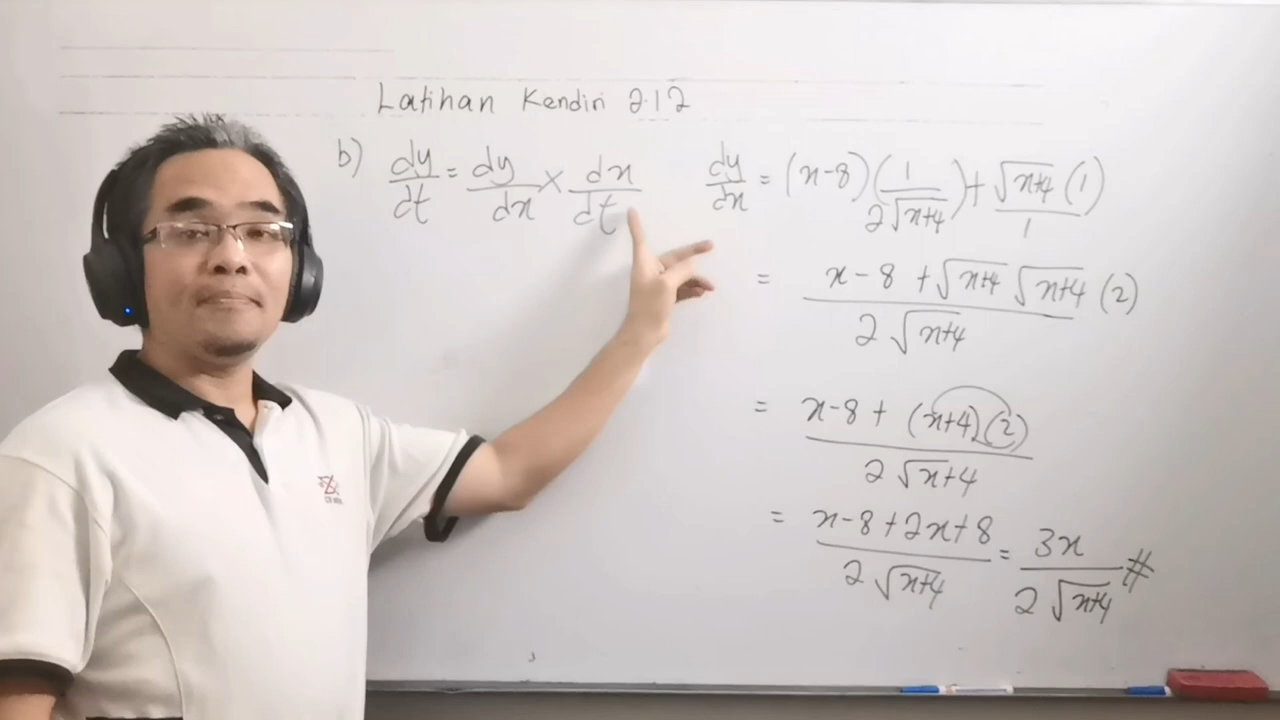 Latihan Kendiri 2.12
b) dy/dt = dy/dx × dx/dt
dy/dx = (x-8)(1/(2√(x+4))) + √(x+4) (1)/1
= (x-8 + √(x+4) √(x+4) (2))/(2√(x+4))
= (x-8 + (x+4)(2))/(2√x+4)
= (x-8+2x+8)/(2√(x+4)) = 3x/(2√(x+4)) #